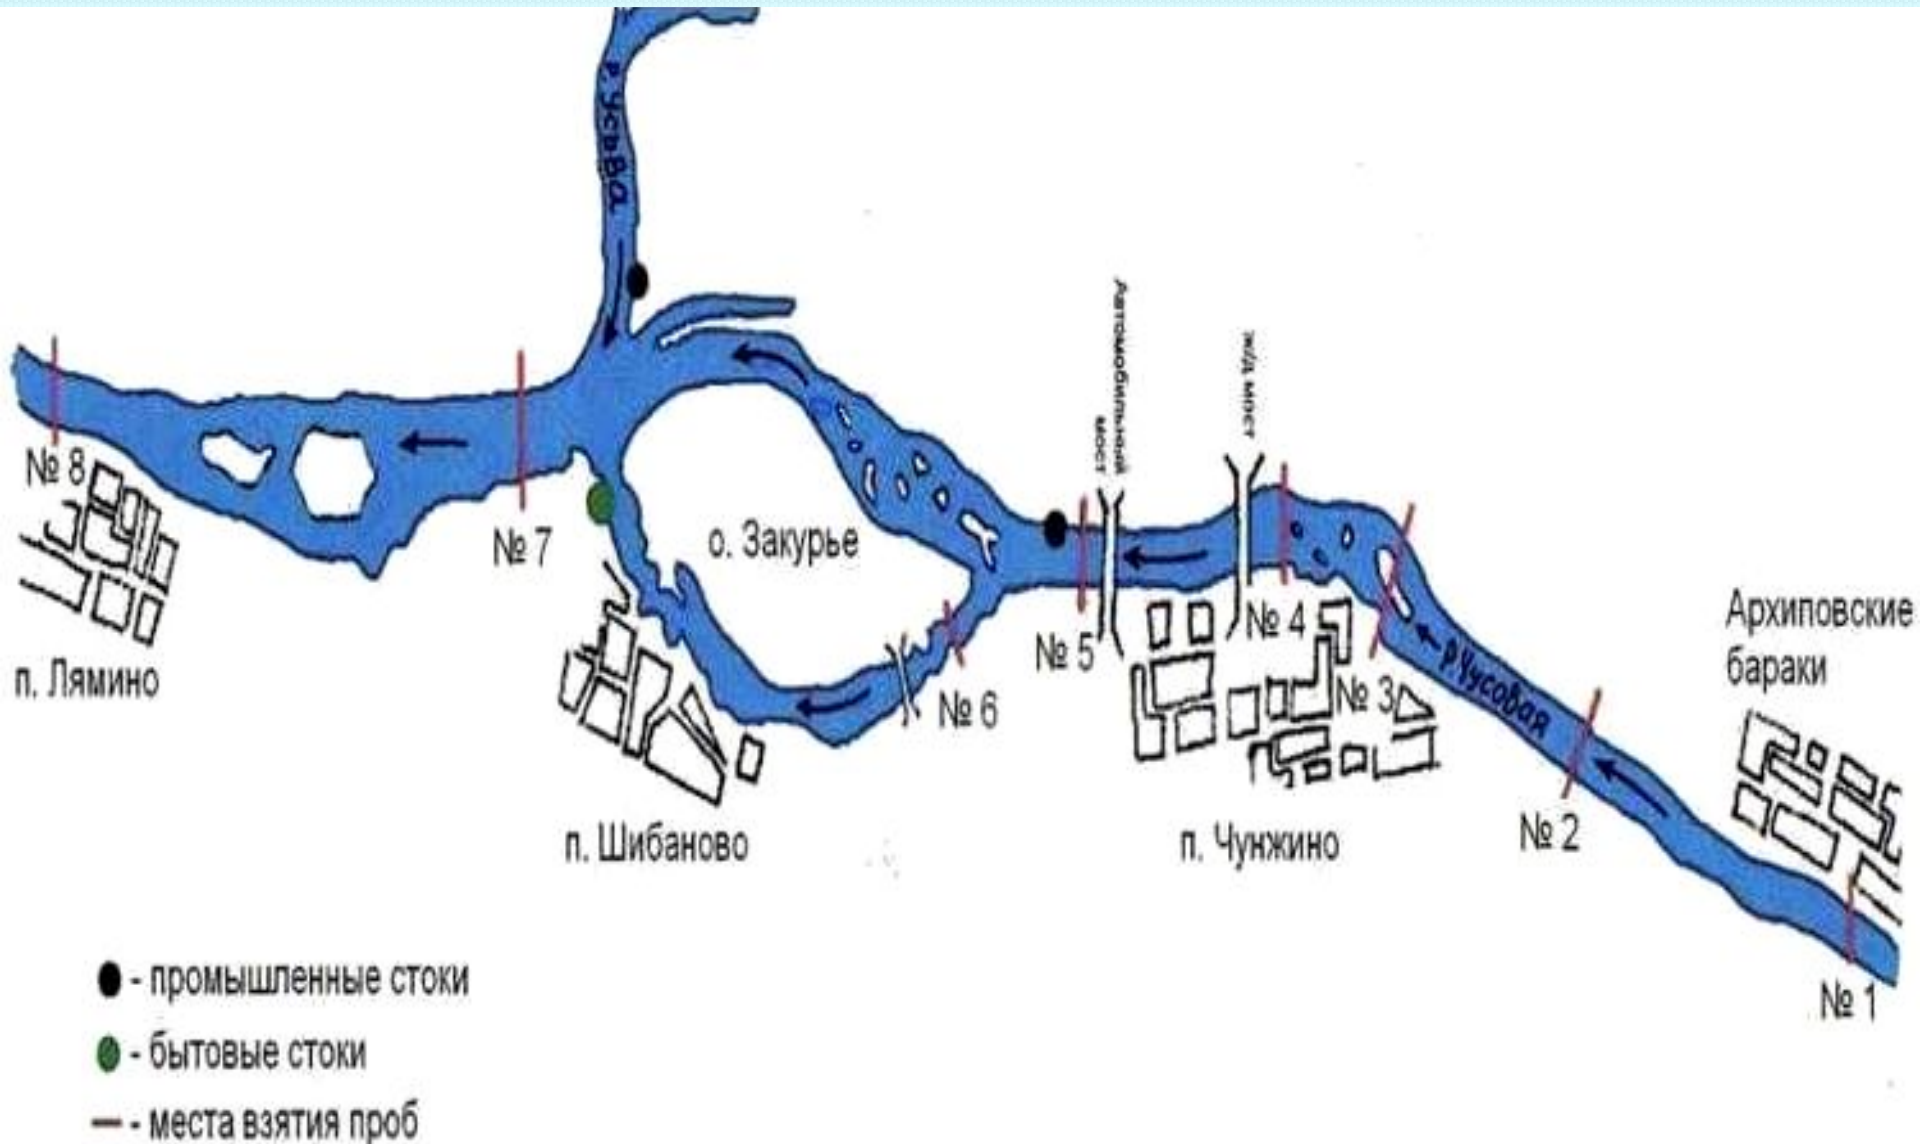 р. Усьва
Автомобильный
мост
ж/д мост
№ 8
п. Лямино
№ 7
о. Закурье
№ 5
№ 4
№ 3
№ 6
р. Чусовая
Архиповские
бараки
№ 2
№ 1
п. Шибаново
п. Чунжино
- промышленные стоки
- бытовые стоки
- места взятия проб